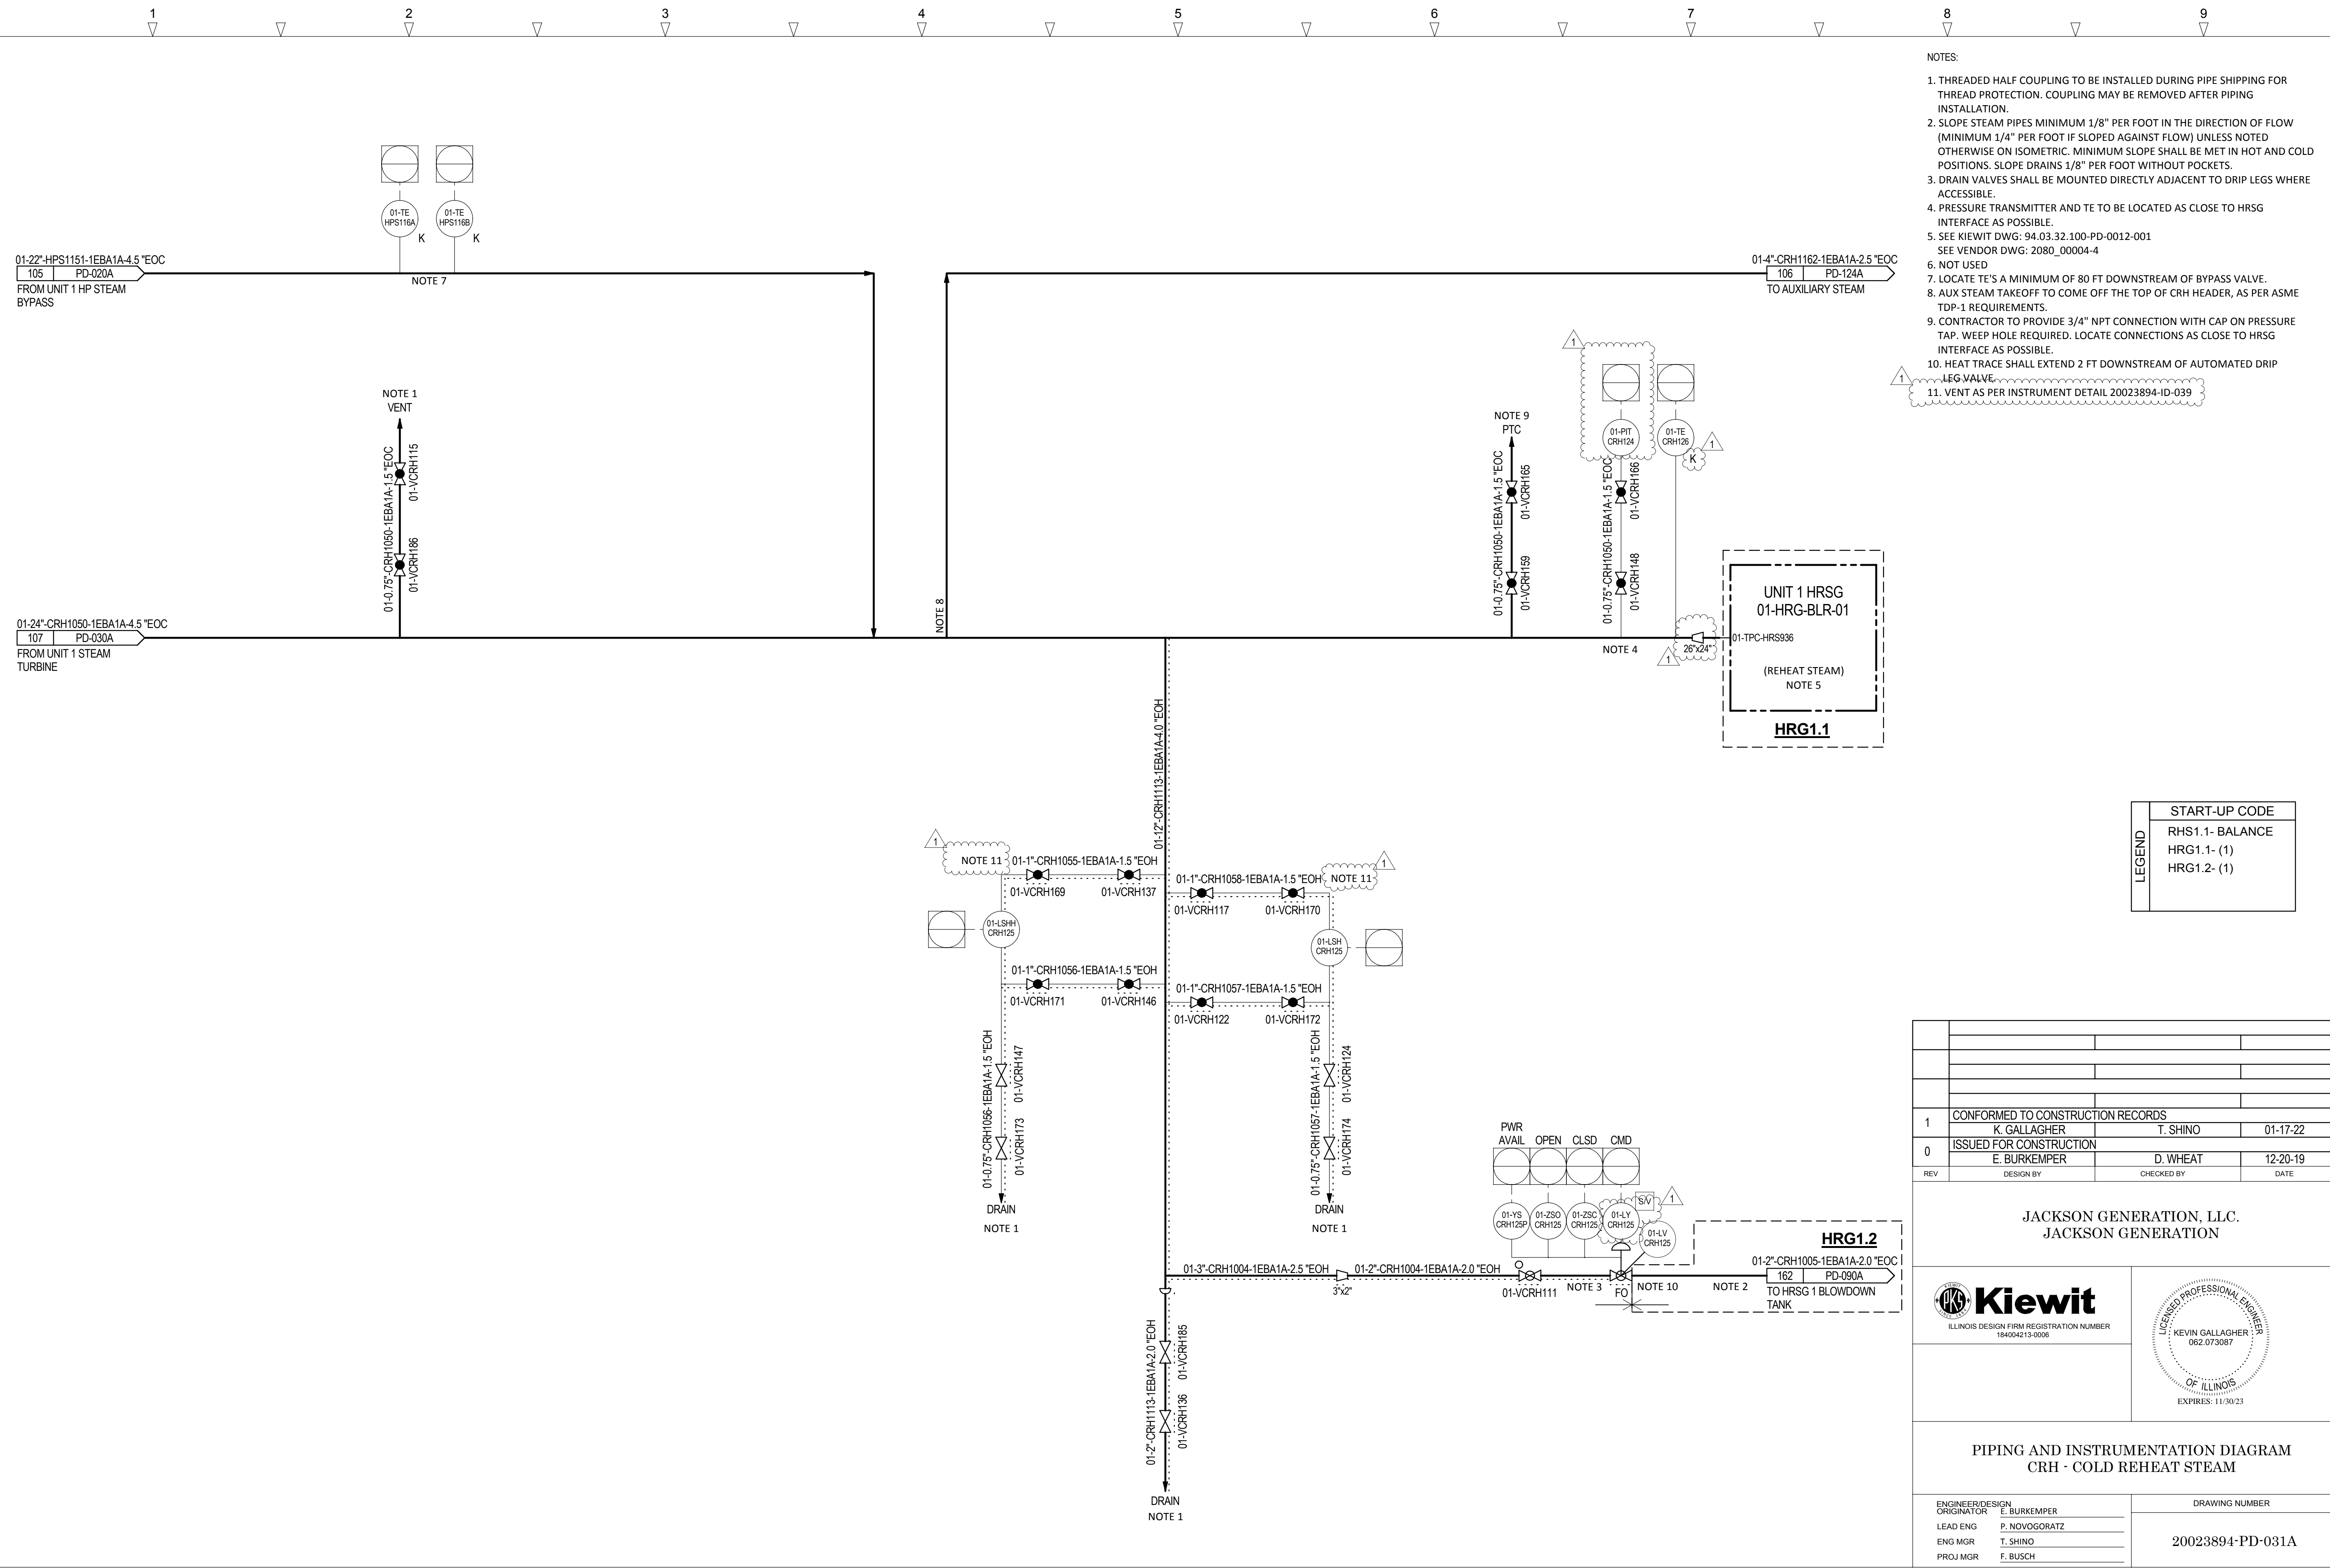 1 2 3 4 5 6 7 8 9
NOTES:
1. THREADED HALF COUPLING TO BE INSTALLED DURING PIPE SHIPPING FOR
THREAD PROTECTION. COUPLING MAY BE REMOVED AFTER PIPING
INSTALLATION.
2. SLOPE STEAM PIPES MINIMUM 1/8" PER FOOT IN THE DIRECTION OF FLOW
(MINIMUM 1/4" PER FOOT IF SLOPED AGAINST FLOW) UNLESS NOTED
OTHERWISE ON ISOMETRIC. MINIMUM SLOPE SHALL BE MET IN HOT AND COLD
POSITIONS. SLOPE DRAINS 1/8" PER FOOT WITHOUT POCKETS.
3. DRAIN VALVES SHALL BE MOUNTED DIRECTLY ADJACENT TO DRIP LEGS WHERE
ACCESSIBLE.
4. PRESSURE TRANSMITTER AND TE TO BE LOCATED AS CLOSE TO HRSG
INTERFACE AS POSSIBLE.
5. SEE KIEWIT DWG: 94.03.32.100-PD-0012-001
SEE VENDOR DWG: 2080_00004-4
6. NOT USED
7. LOCATE TE'S A MINIMUM OF 80 FT DOWNSTREAM OF BYPASS VALVE.
8. AUX STEAM TAKEOFF TO COME OFF THE TOP OF CRH HEADER, AS PER ASME
TDP-1 REQUIREMENTS.
9. CONTRACTOR TO PROVIDE 3/4" NPT CONNECTION WITH CAP ON PRESSURE
TAP. WEEP HOLE REQUIRED. LOCATE CONNECTIONS AS CLOSE TO HRSG
INTERFACE AS POSSIBLE.
10. HEAT TRACE SHALL EXTEND 2 FT DOWNSTREAM OF AUTOMATED DRIP
LEG VALVE.
1
11. VENT AS PER INSTRUMENT DETAIL 20023894-ID-039
01-TE
HPS116A
K
01-TE
HPS116B
K
01-22"-HPS1151-1EBA1A-4.5 "EOC
105 PD-020A
FROM UNIT 1 HP STEAM
BYPASS
NOTE 7
01-4"-CRH1162-1EBA1A-2.5 "EOC
106 PD-124A
TO AUXILIARY STEAM
NOTE 1
VENT
01-0.75"-CRH1050-1EBA1A-1.5 "EOC
01-VCRH115
01-VCRH186
01-24"-CRH1050-1EBA1A-4.5 "EOC
107 PD-030A
FROM UNIT 1 STEAM
TURBINE
NOTE 8
NOTE 9
PTC
01-0.75"-CRH1050-1EBA1A-1.5 "EOC
01-VCRH165
01-VCRH159
1
01-PIT
CRH124
01-0.75"-CRH1050-1EBA1A-1.5 "EOC
01-VCRH166
01-VCRH148
NOTE 4
01-TE
CRH126
K
1
26"x24"
1
01-TPC-HRS936
UNIT 1 HRSG
01-HRG-BLR-01
(REHEAT STEAM)
NOTE 5
HRG1.1
01-12"-CRH1113-1EBA1A-4.0 "EOH
1
NOTE 11
01-1"-CRH1055-1EBA1A-1.5 "EOH
01-VCRH169
01-VCRH137
01-LSHH
CRH125
01-1"-CRH1056-1EBA1A-1.5 "EOH
01-VCRH171
01-VCRH146
01-0.75"-CRH1056-1EBA1A-1.5 "EOH
01-VCRH147
01-VCRH173
DRAIN
NOTE 1
01-1"-CRH1058-1EBA1A-1.5 "EOH
NOTE 11
1
01-VCRH117
01-VCRH170
01-LSH
CRH125
01-1"-CRH1057-1EBA1A-1.5 "EOH
01-VCRH122
01-VCRH172
01-0.75"-CRH1057-1EBA1A-1.5 "EOH
01-VCRH124
01-VCRH174
DRAIN
NOTE 1
PWR
AVAIL OPEN CLSD CMD
01-YS
CRH125P
01-ZSO
CRH125
01-ZSC
CRH125
01-LY
CRH125
S/V
1
01-LV
CRH125
01-3"-CRH1004-1EBA1A-2.5 "EOH
3"x2"
01-2"-CRH1004-1EBA1A-2.0 "EOH
01-VCRH111
NOTE 3
FO
NOTE 10
NOTE 2
HRG1.2
01-2"-CRH1005-1EBA1A-2.0 "EOC
162 PD-090A
TO HRSG 1 BLOWDOWN
TANK
01-2"-CRH1113-1EBA1A-2.0 "EOH
01-VCRH185
01-VCRH136
DRAIN
NOTE 1
LEGEND
START-UP CODE
RHS1.1- BALANCE
HRG1.1- (1)
HRG1.2- (1)
1 CONFORMED TO CONSTRUCTION RECORDS
K. GALLAGHER T. SHINO 01-17-22
0 ISSUED FOR CONSTRUCTION
E. BURKEMPER D. WHEAT 12-20-19
REV DESIGN BY CHECKED BY DATE
JACKSON GENERATION, LLC.
JACKSON GENERATION
KIEWIT
PKS
SINCE 1884
Kiewit
ILLINOIS DESIGN FIRM REGISTRATION NUMBER
184004213-0006
LICENSED PROFESSIONAL ENGINEER
KEVIN GALLAGHER
062.073087
OF ILLINOIS
EXPIRES: 11/30/23
PIPING AND INSTRUMENTATION DIAGRAM
CRH - COLD REHEAT STEAM
ENGINEER/DESIGN
ORIGINATOR E. BURKEMPER
LEAD ENG P. NOVOGORATZ
ENG MGR T. SHINO
PROJ MGR F. BUSCH
DRAWING NUMBER
20023894-PD-031A